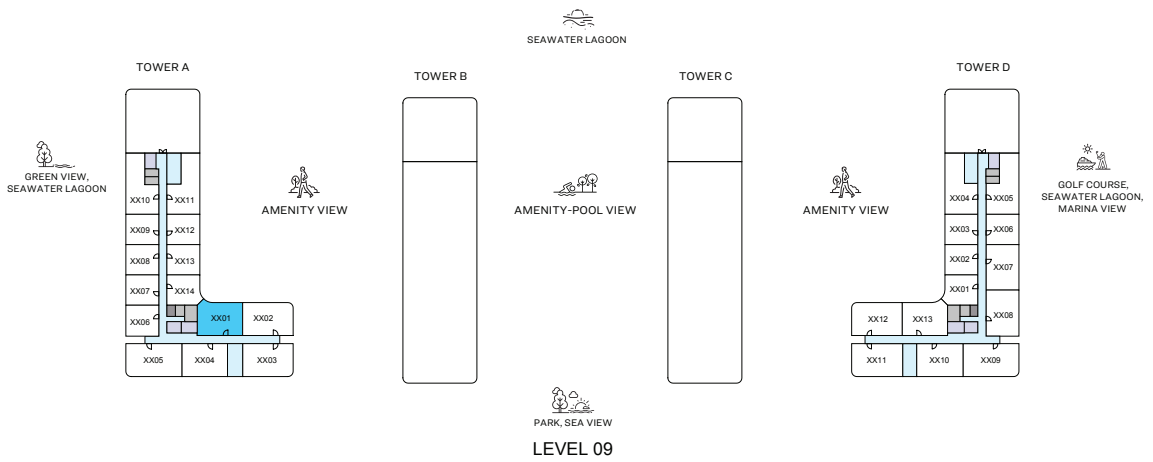 SEAWATER LAGOON
TOWER A
TOWER B
TOWER C
TOWER D
GREEN VIEW,
SEAWATER LAGOON
AMENITY VIEW
AMENITY-POOL VIEW
AMENITY VIEW
GOLF COURSE,
SEAWATER LAGOON,
MARINA VIEW
XX10 XX11
XX09 XX12
XX08 XX13
XX07 XX14
XX06 XX01 XX02
XX05 XX04 XX03
XX04 XX05
XX03 XX06
XX02 XX07
XX01
XX12 XX13 XX08
XX11 XX10 XX09
PARK, SEA VIEW
LEVEL 09